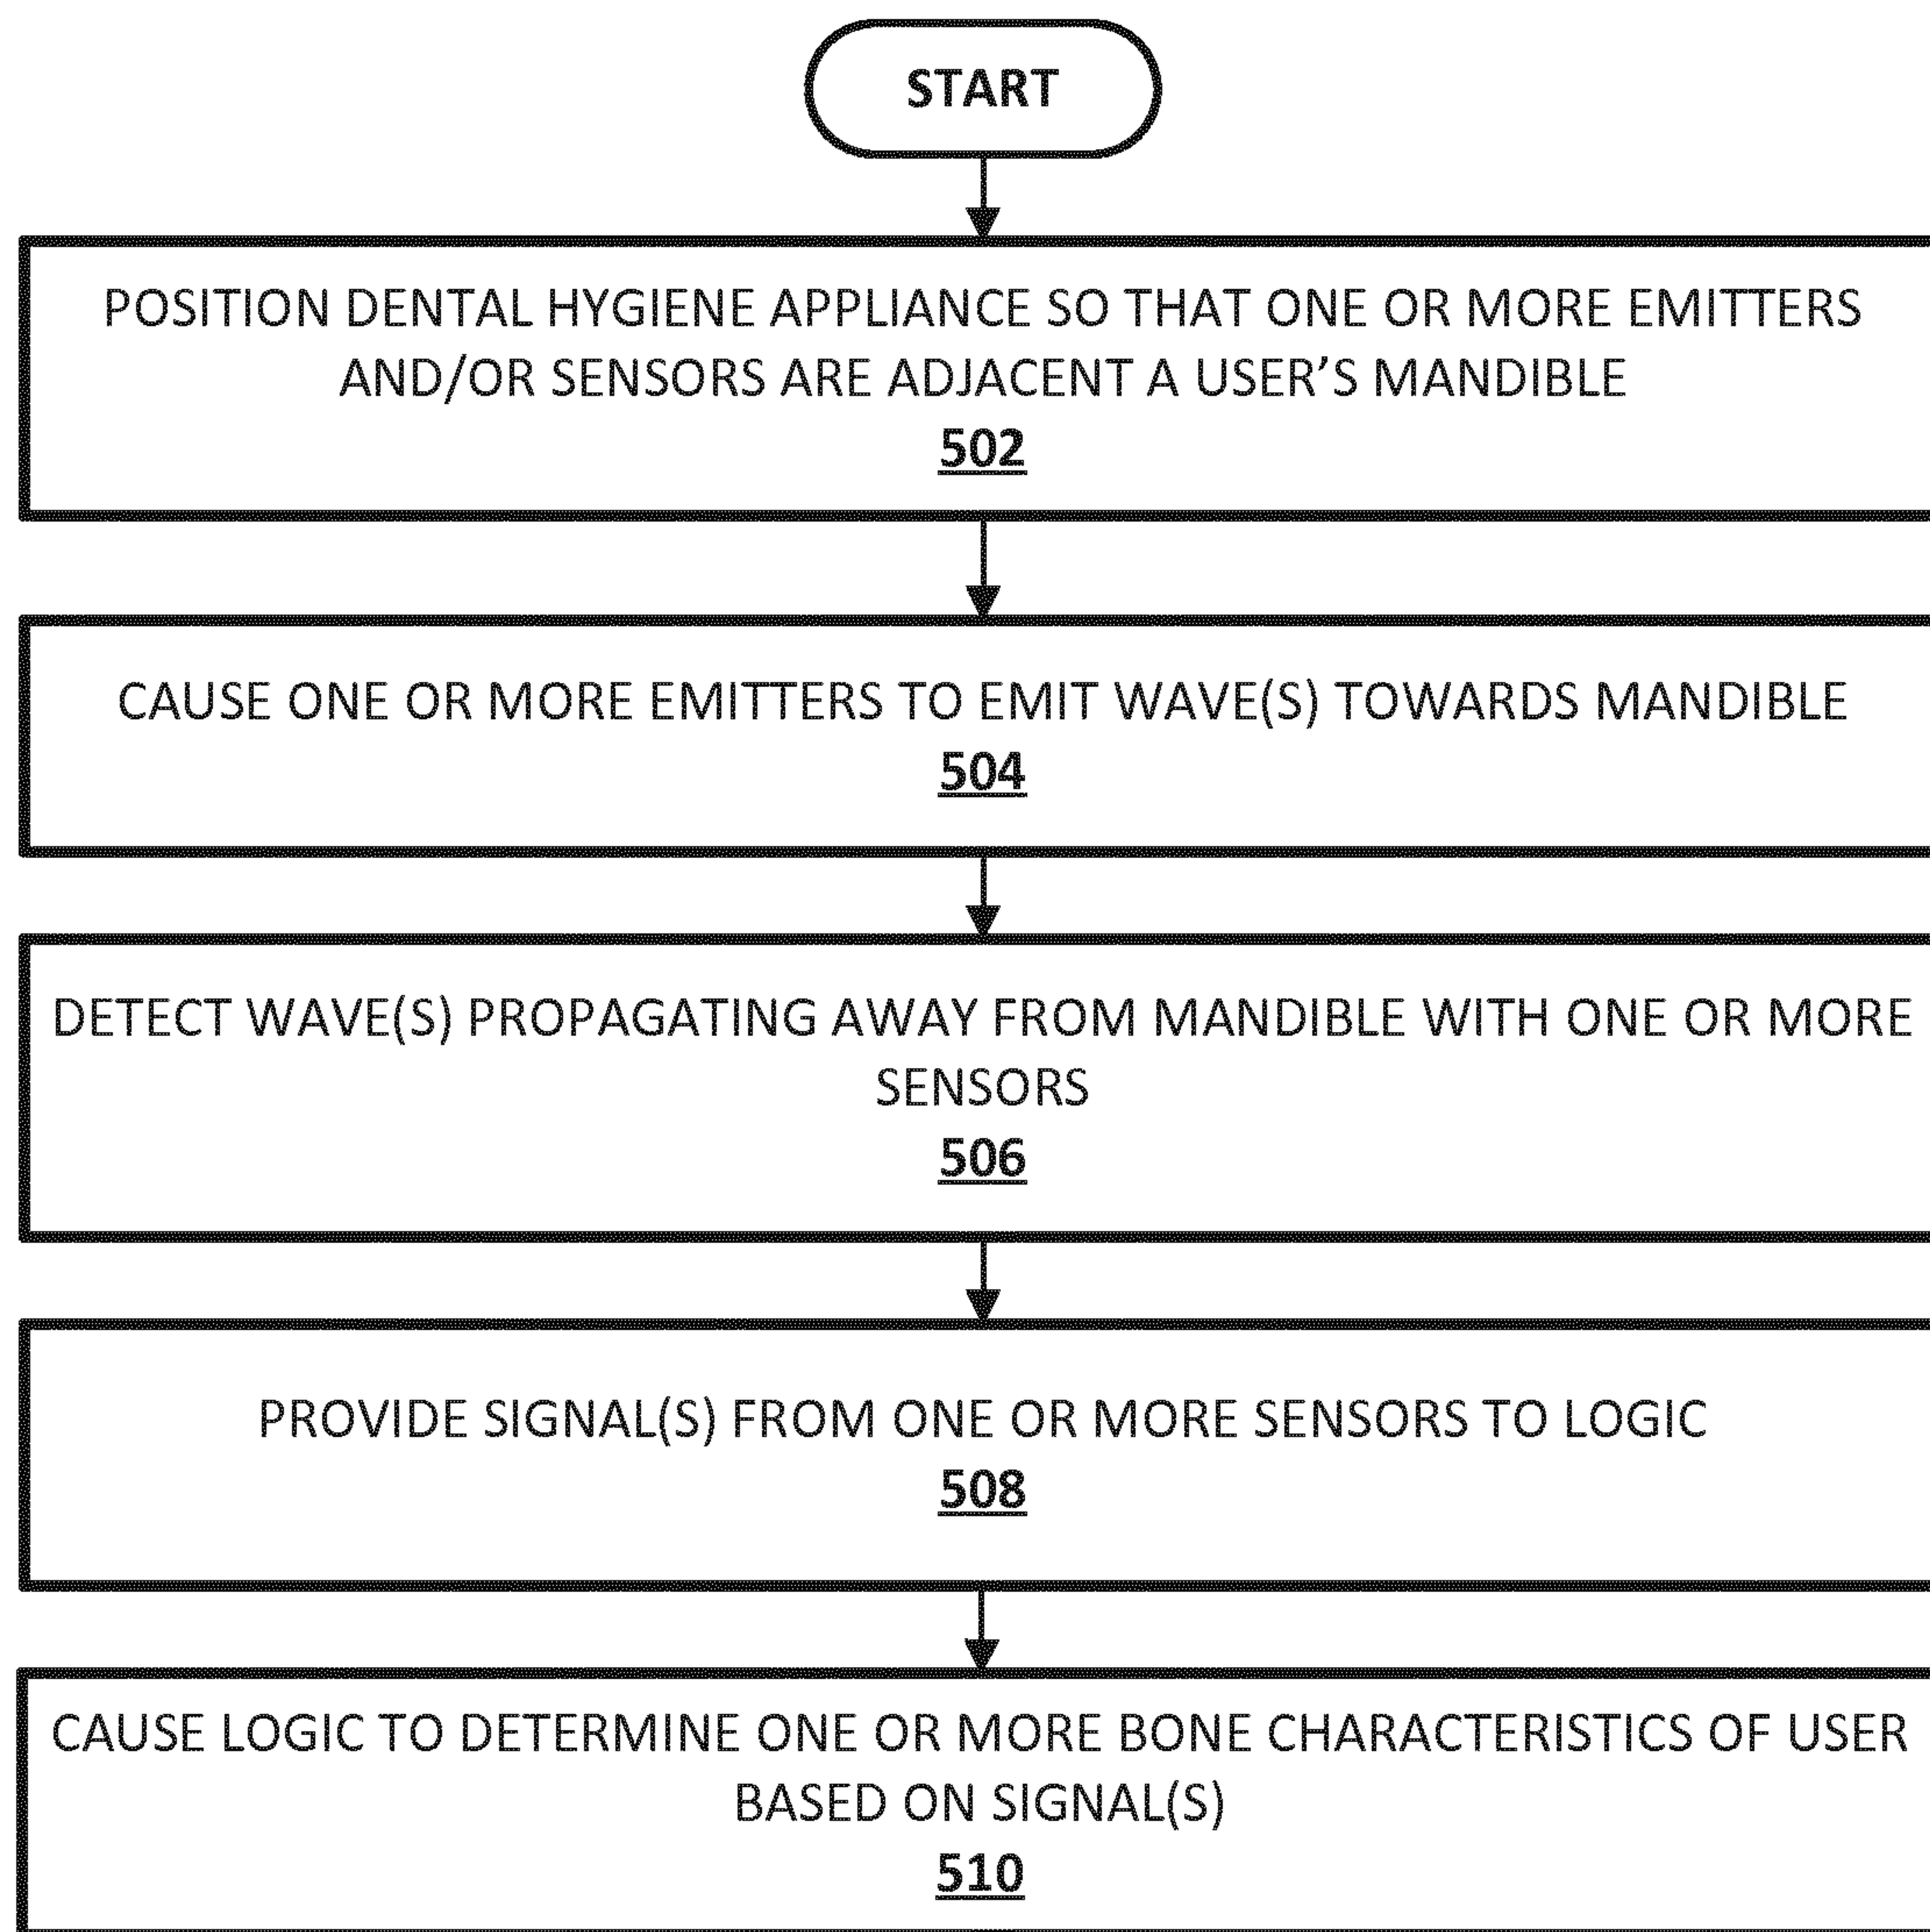 START
POSITION DENTAL HYGIENE APPLIANCE SO THAT ONE OR MORE EMITTERS
AND/OR SENSORS ARE ADJACENT A USER’S MANDIBLE
502
CAUSE ONE OR MORE EMITTERS TO EMIT WAVE(S) TOWARDS MANDIBLE
504
DETECT WAVE(S) PROPAGATING AWAY FROM MANDIBLE WITH ONE OR MORE
SENSORS
506
PROVIDE SIGNAL(S) FROM ONE OR MORE SENSORS TO LOGIC
508
CAUSE LOGIC TO DETERMINE ONE OR MORE BONE CHARACTERISTICS OF USER
BASED ON SIGNAL(S)
510